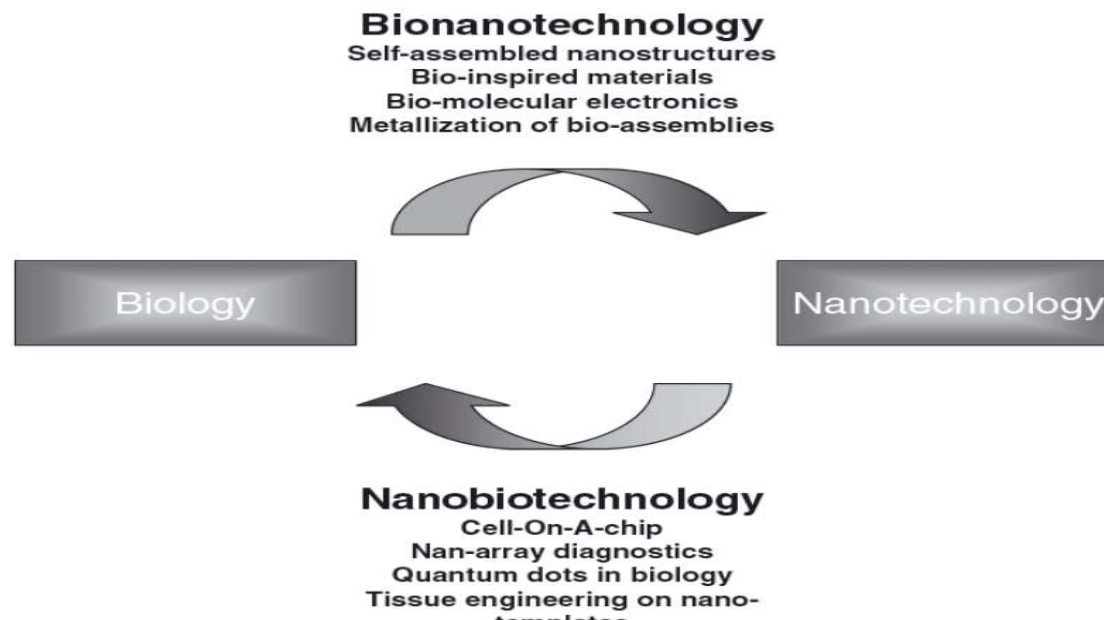 Bionanotechnology
Self-assembled nanostructures
Bio-inspired materials
Bio-molecular electronics
Metallization of bio-assemblies
Biology
Nanotechnology
Nanobiotechnology
Cell-On-A-chip
Nan-array diagnostics
Quantum dots in biology
Tissue engineering on nano-
templates